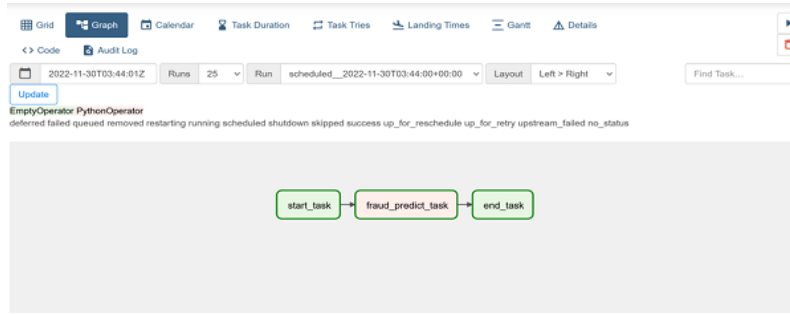 Grid Graph Calendar Task Duration Task Tries Landing Times Gantt Details
<> Code Audit Log
2022-11-30T03:44:01Z Runs 25 Run scheduled__2022-11-30T03:44:00+00:00 Layout Left > Right Find Task...
Update
EmptyOperator PythonOperator
deferred failed queued removed restarting running scheduled shutdown skipped success up_for_reschedule up_for_retry upstream_failed no_status
start_task fraud_predict_task end_task